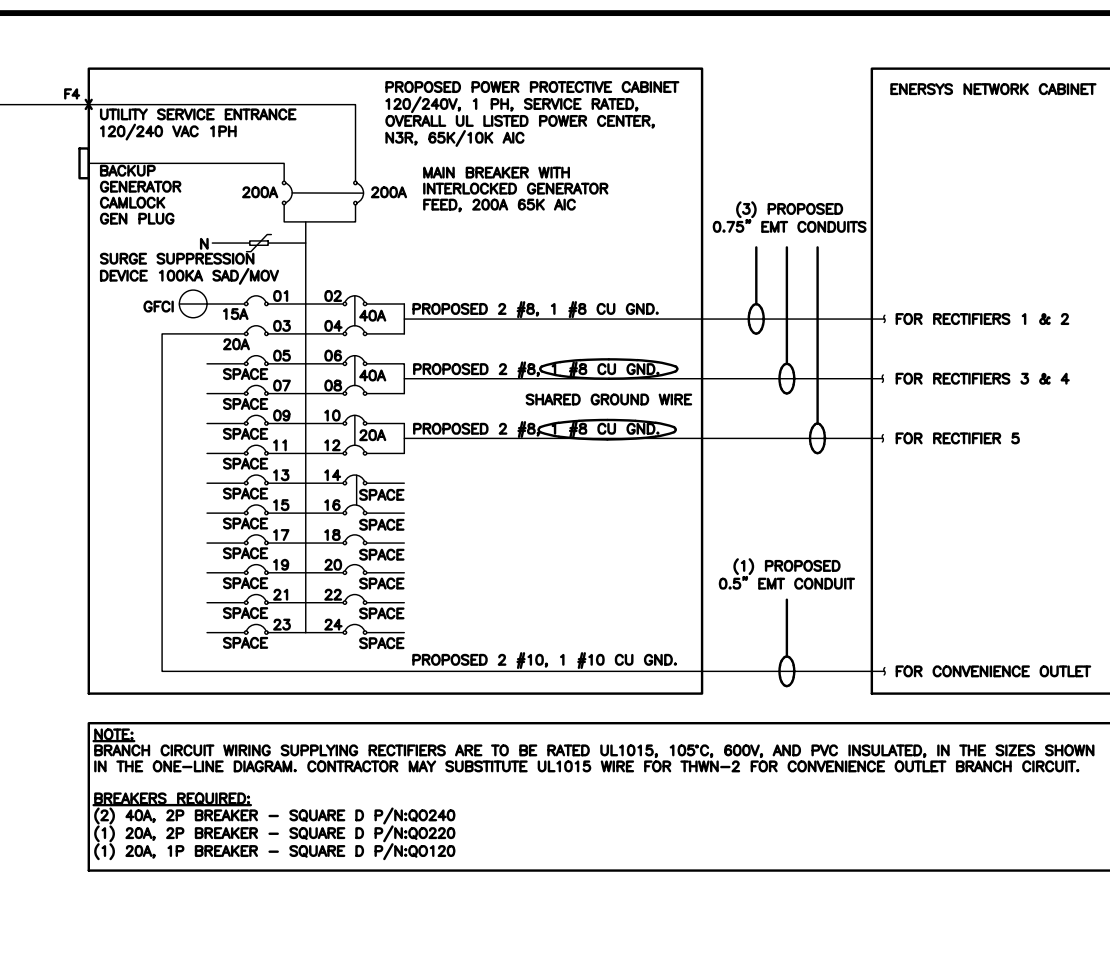 F4
UTILITY SERVICE ENTRANCE
120/240 VAC 1PH
PROPOSED POWER PROTECTIVE CABINET
120/240V, 1 PH, SERVICE RATED,
OVERALL UL LISTED POWER CENTER,
N3R, 65K/10K AIC
ENERSYS NETWORK CABINET
BACKUP
GENERATOR
CAMLOCK
GEN PLUG
200A
200A
MAIN BREAKER WITH
INTERLOCKED GENERATOR
FEED, 200A 65K AIC
(3) PROPOSED
0.75" EMT CONDUITS
N
SURGE SUPPRESSION
DEVICE 100KA SAD/MOV
GFCI
15A
01
02
40A
PROPOSED 2 #8, 1 #8 CU GND.
FOR RECTIFIERS 1 & 2
20A
03
04
SPACE
05
06
40A
PROPOSED 2 #8, 1 #8 CU GND.
FOR RECTIFIERS 3 & 4
SPACE
07
08
SHARED GROUND WIRE
SPACE
09
10
20A
PROPOSED 2 #8, 1 #8 CU GND.
FOR RECTIFIER 5
SPACE
11
12
SPACE
13
14
SPACE
SPACE
15
16
SPACE
SPACE
17
18
SPACE
SPACE
19
20
SPACE
SPACE
21
22
SPACE
SPACE
23
24
SPACE
(1) PROPOSED
0.5" EMT CONDUIT
PROPOSED 2 #10, 1 #10 CU GND.
FOR CONVENIENCE OUTLET
NOTE:
BRANCH CIRCUIT WIRING SUPPLYING RECTIFIERS ARE TO BE RATED UL1015, 105°C, 600V, AND PVC INSULATED, IN THE SIZES SHOWN
IN THE ONE-LINE DIAGRAM. CONTRACTOR MAY SUBSTITUTE UL1015 WIRE FOR THWN-2 FOR CONVENIENCE OUTLET BRANCH CIRCUIT.
BREAKERS REQUIRED:
(2) 40A, 2P BREAKER - SQUARE D P/N:QO240
(1) 20A, 2P BREAKER - SQUARE D P/N:QO220
(1) 20A, 1P BREAKER - SQUARE D P/N:QO120